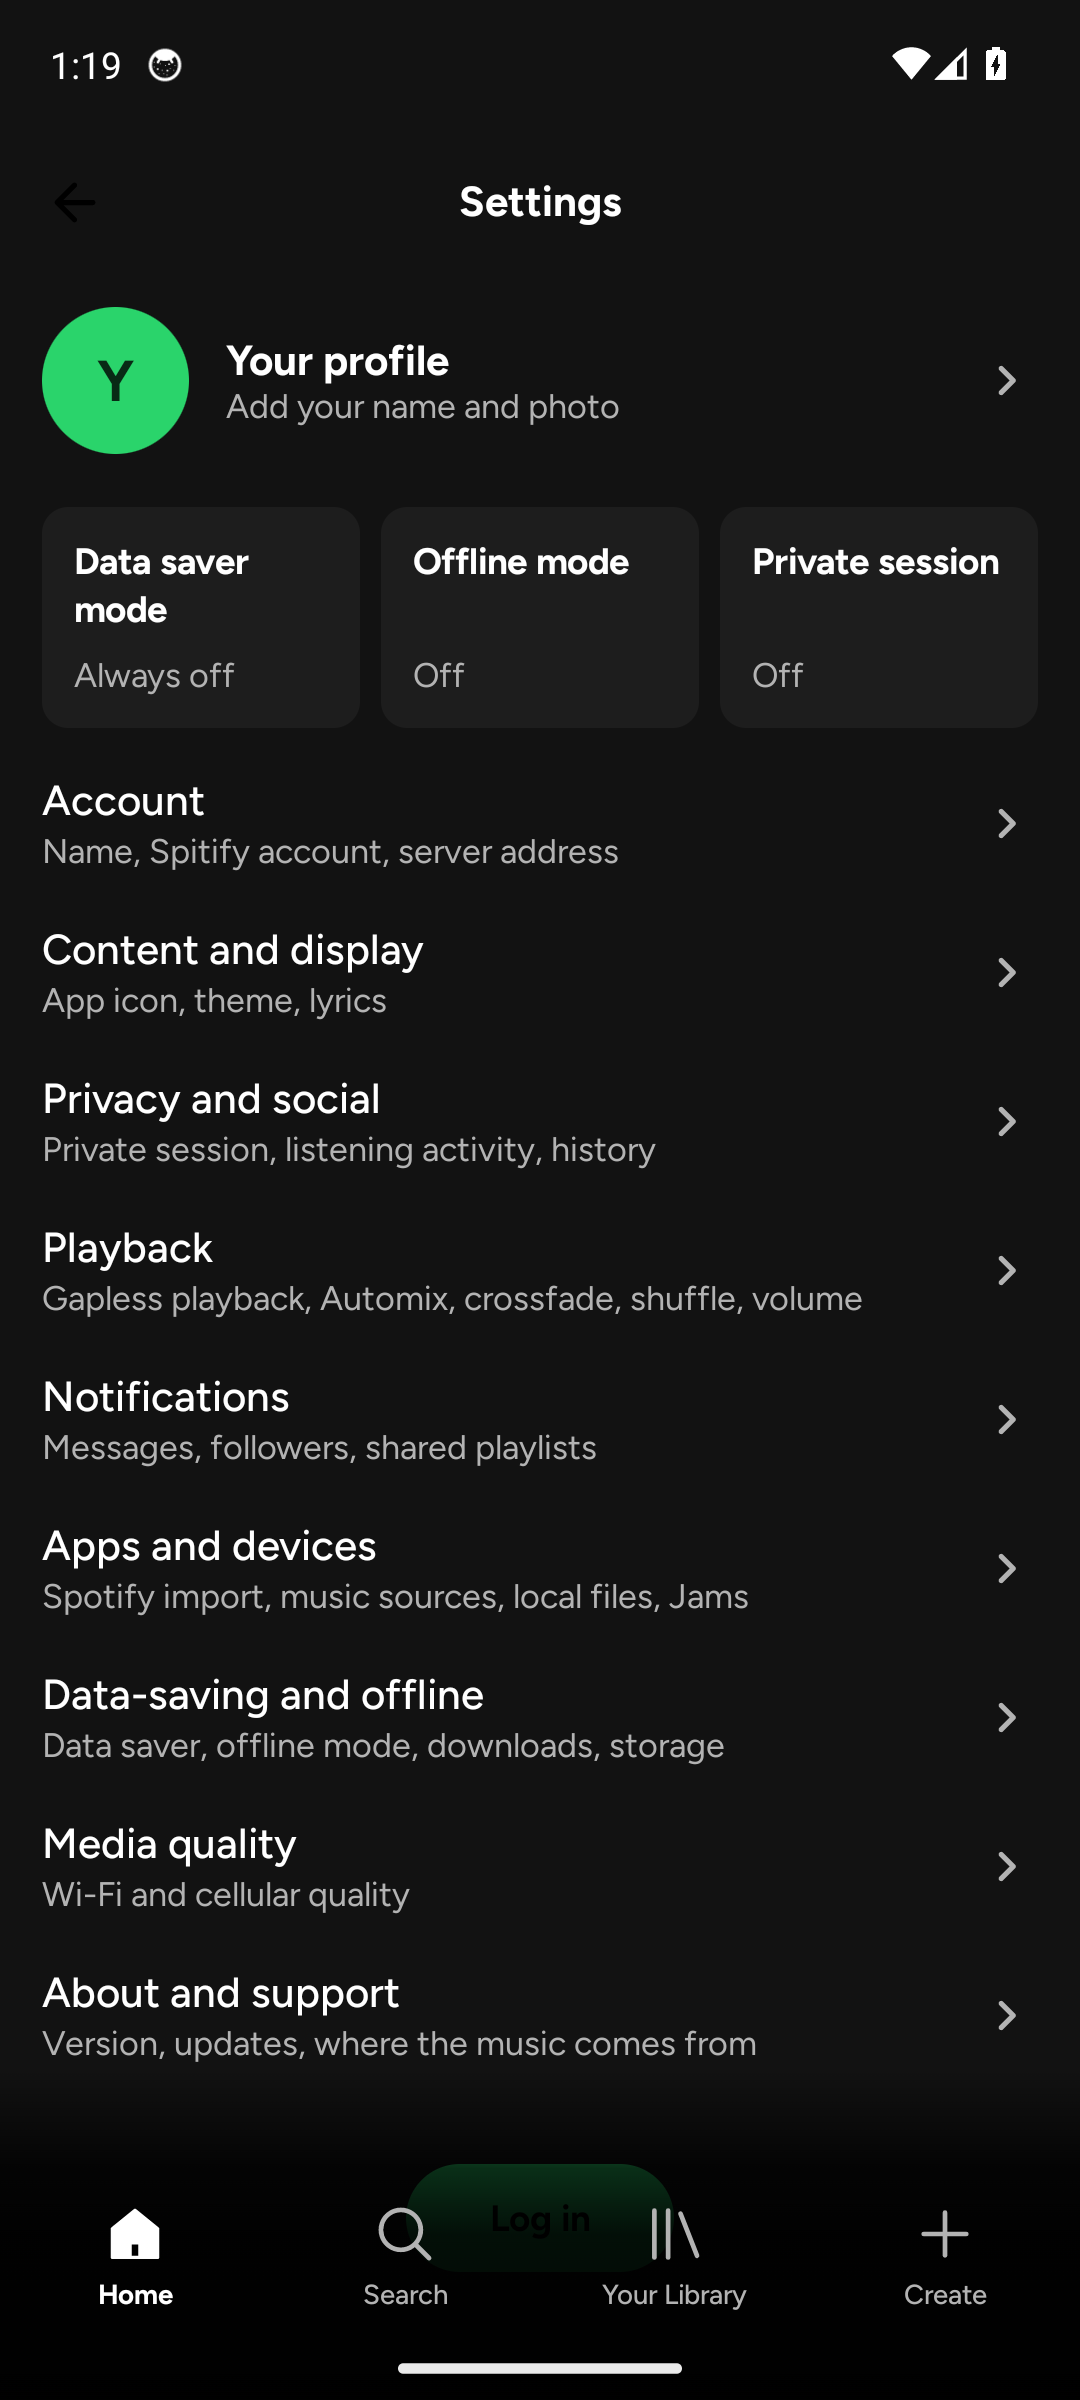 1:19
Settings
Y
Your profile
Add your name and photo
Data saver
mode
Always off
Offline mode
Off
Private session
Off
Account
Name, Spitify account, server address
Content and display
App icon, theme, lyrics
Privacy and social
Private session, listening activity, history
Playback
Gapless playback, Automix, crossfade, shuffle, volume
Notifications
Messages, followers, shared playlists
Apps and devices
Spotify import, music sources, local files, Jams
Data-saving and offline
Data saver, offline mode, downloads, storage
Media quality
Wi-Fi and cellular quality
About and support
Version, updates, where the music comes from
Log in
Home
Search
Your Library
Create